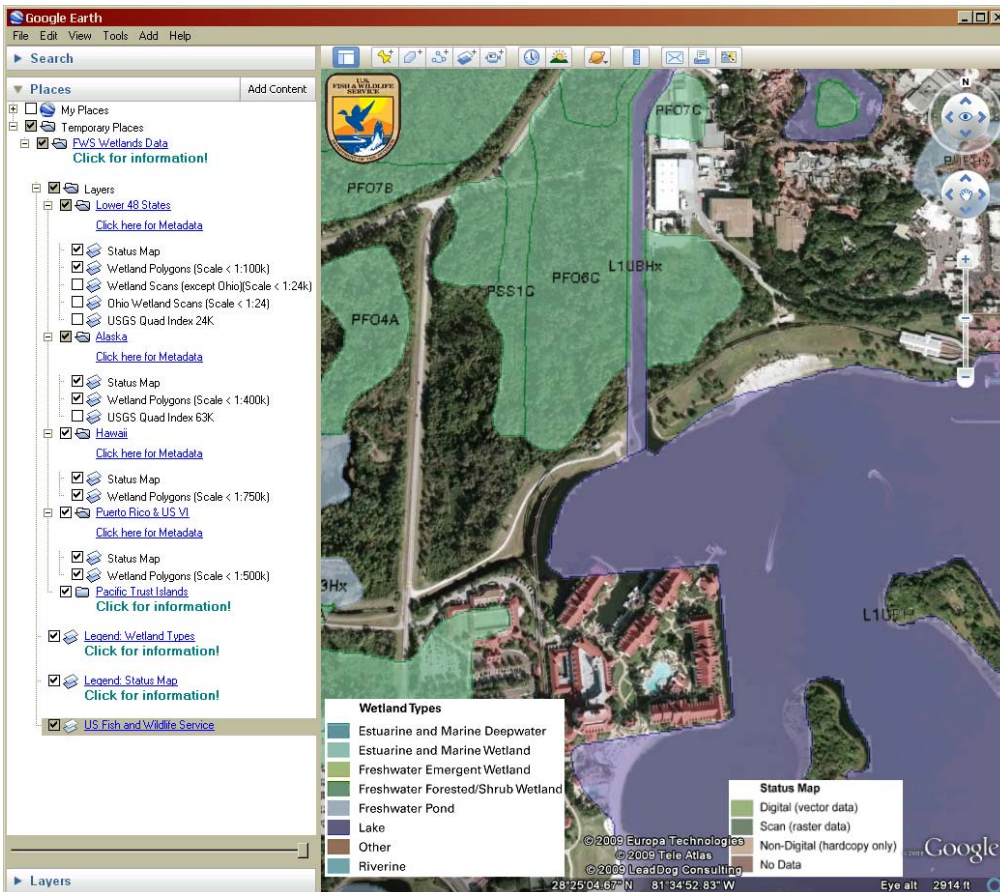 Google Earth
File Edit View Tools Add Help
Search
Places
Add Content
My Places
Temporary Places
FWS Wetlands Data
Click for information!
Layers
Lower 48 States
Click here for Metadata
Status Map
Wetland Polygons (Scale < 1:100k)
Wetland Scans (except Ohio)(Scale < 1:24k)
Ohio Wetland Scans (Scale < 1:24)
USGS Quad Index 24K
Alaska
Click here for Metadata
Status Map
Wetland Polygons (Scale < 1:400k)
USGS Quad Index 63K
Hawaii
Click here for Metadata
Status Map
Wetland Polygons (Scale < 1:750k)
Puerto Rico & US VI
Click here for Metadata
Status Map
Wetland Polygons (Scale < 1:500k)
Pacific Trust Islands
Click for information!
Legend: Wetland Types
Click for information!
Legend: Status Map
Click for information!
US Fish and Wildlife Service
Layers
U.S.
FISH & WILDLIFE
SERVICE
N
PFO7C
PFO7B
L1UBHx
PFO6C
PSS1C
PFO4A
Wetland Types
Estuarine and Marine Deepwater
Estuarine and Marine Wetland
Freshwater Emergent Wetland
Freshwater Forested/Shrub Wetland
Freshwater Pond
Lake
Other
Riverine
Status Map
Digital (vector data)
Scan (raster data)
Non-Digital (hardcopy only)
No Data
© 2009 Europa Technologies
© 2009 Tele Atlas
© 2009 LeadDog Consulting
Google
28°25'04.67" N 81°34'52.83" W
Eye alt 2914 ft